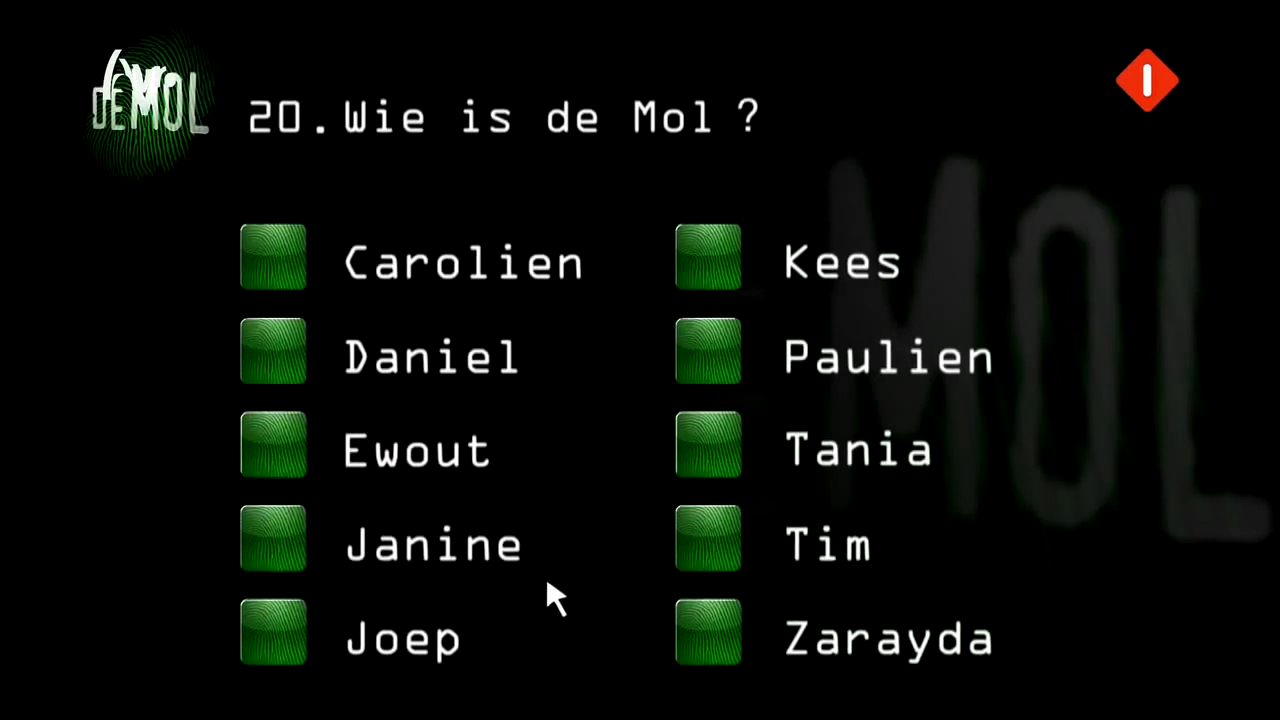 DE MOL
20. Wie is de Mol ?
MOL
Carolien
Daniel
Ewout
Janine
Joep
Kees
Paulien
Tania
Tim
Zarayda